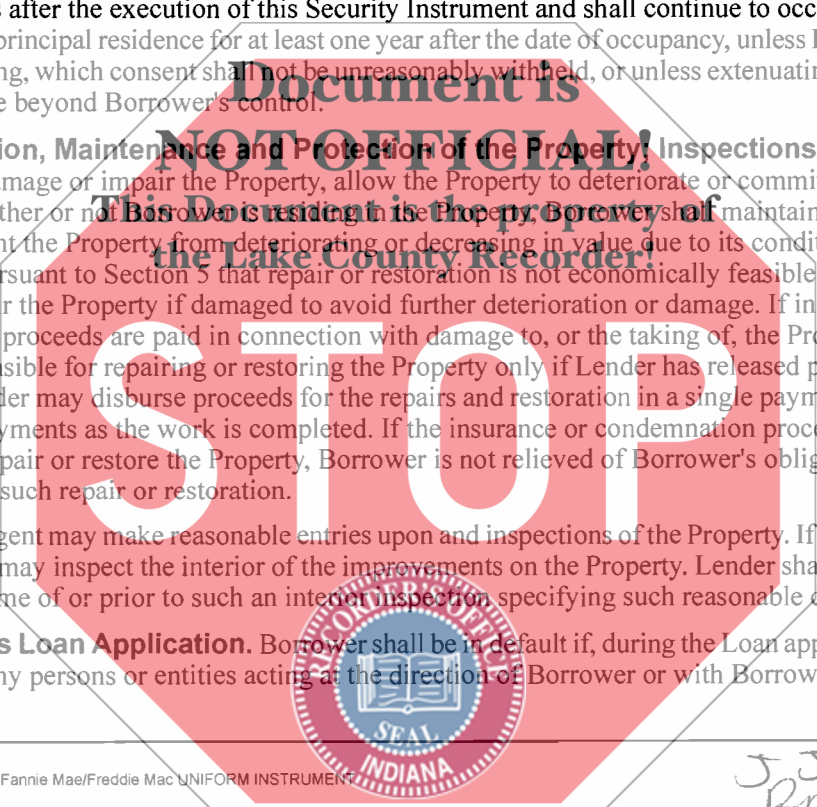 s after the execution of this Security Instrument and shall continue to occ
principal residence for at least one year after the date of occupancy, unless
ng, which consent shall not be unreasonably withheld, or unless extenuatin
e beyond Borrower's control.
Document is
NOT OFFICIAL!
This Document is the property of
the Lake County Recorder!
ion, Maintenance and Protection of the Property; Inspections
mage or impair the Property, allow the Property to deteriorate or commi
ther or not Borrower is residing in the Property, Borrower shall maintain
nt the Property from deteriorating or decreasing in value due to its condit
rsuant to Section 5 that repair or restoration is not economically feasible
r the Property if damaged to avoid further deterioration or damage. If in
proceeds are paid in connection with damage to, or the taking of, the Pro
nsible for repairing or restoring the Property only if Lender has released p
der may disburse proceeds for the repairs and restoration in a single paym
yments as the work is completed. If the insurance or condemnation proce
pair or restore the Property, Borrower is not relieved of Borrower's oblig
such repair or restoration.
STOP
gent may make reasonable entries upon and inspections of the Property. If
may inspect the interior of the improvements on the Property. Lender sha
me of or prior to such an interior inspection specifying such reasonable c
s Loan Application. Borrower shall be in default if, during the Loan app
ny persons or entities acting at the direction of Borrower or with Borrow
RECORDER'S OFFICE
SEAL
INDIANA
Fannie Mae/Freddie Mac UNIFORM INSTRUMENT